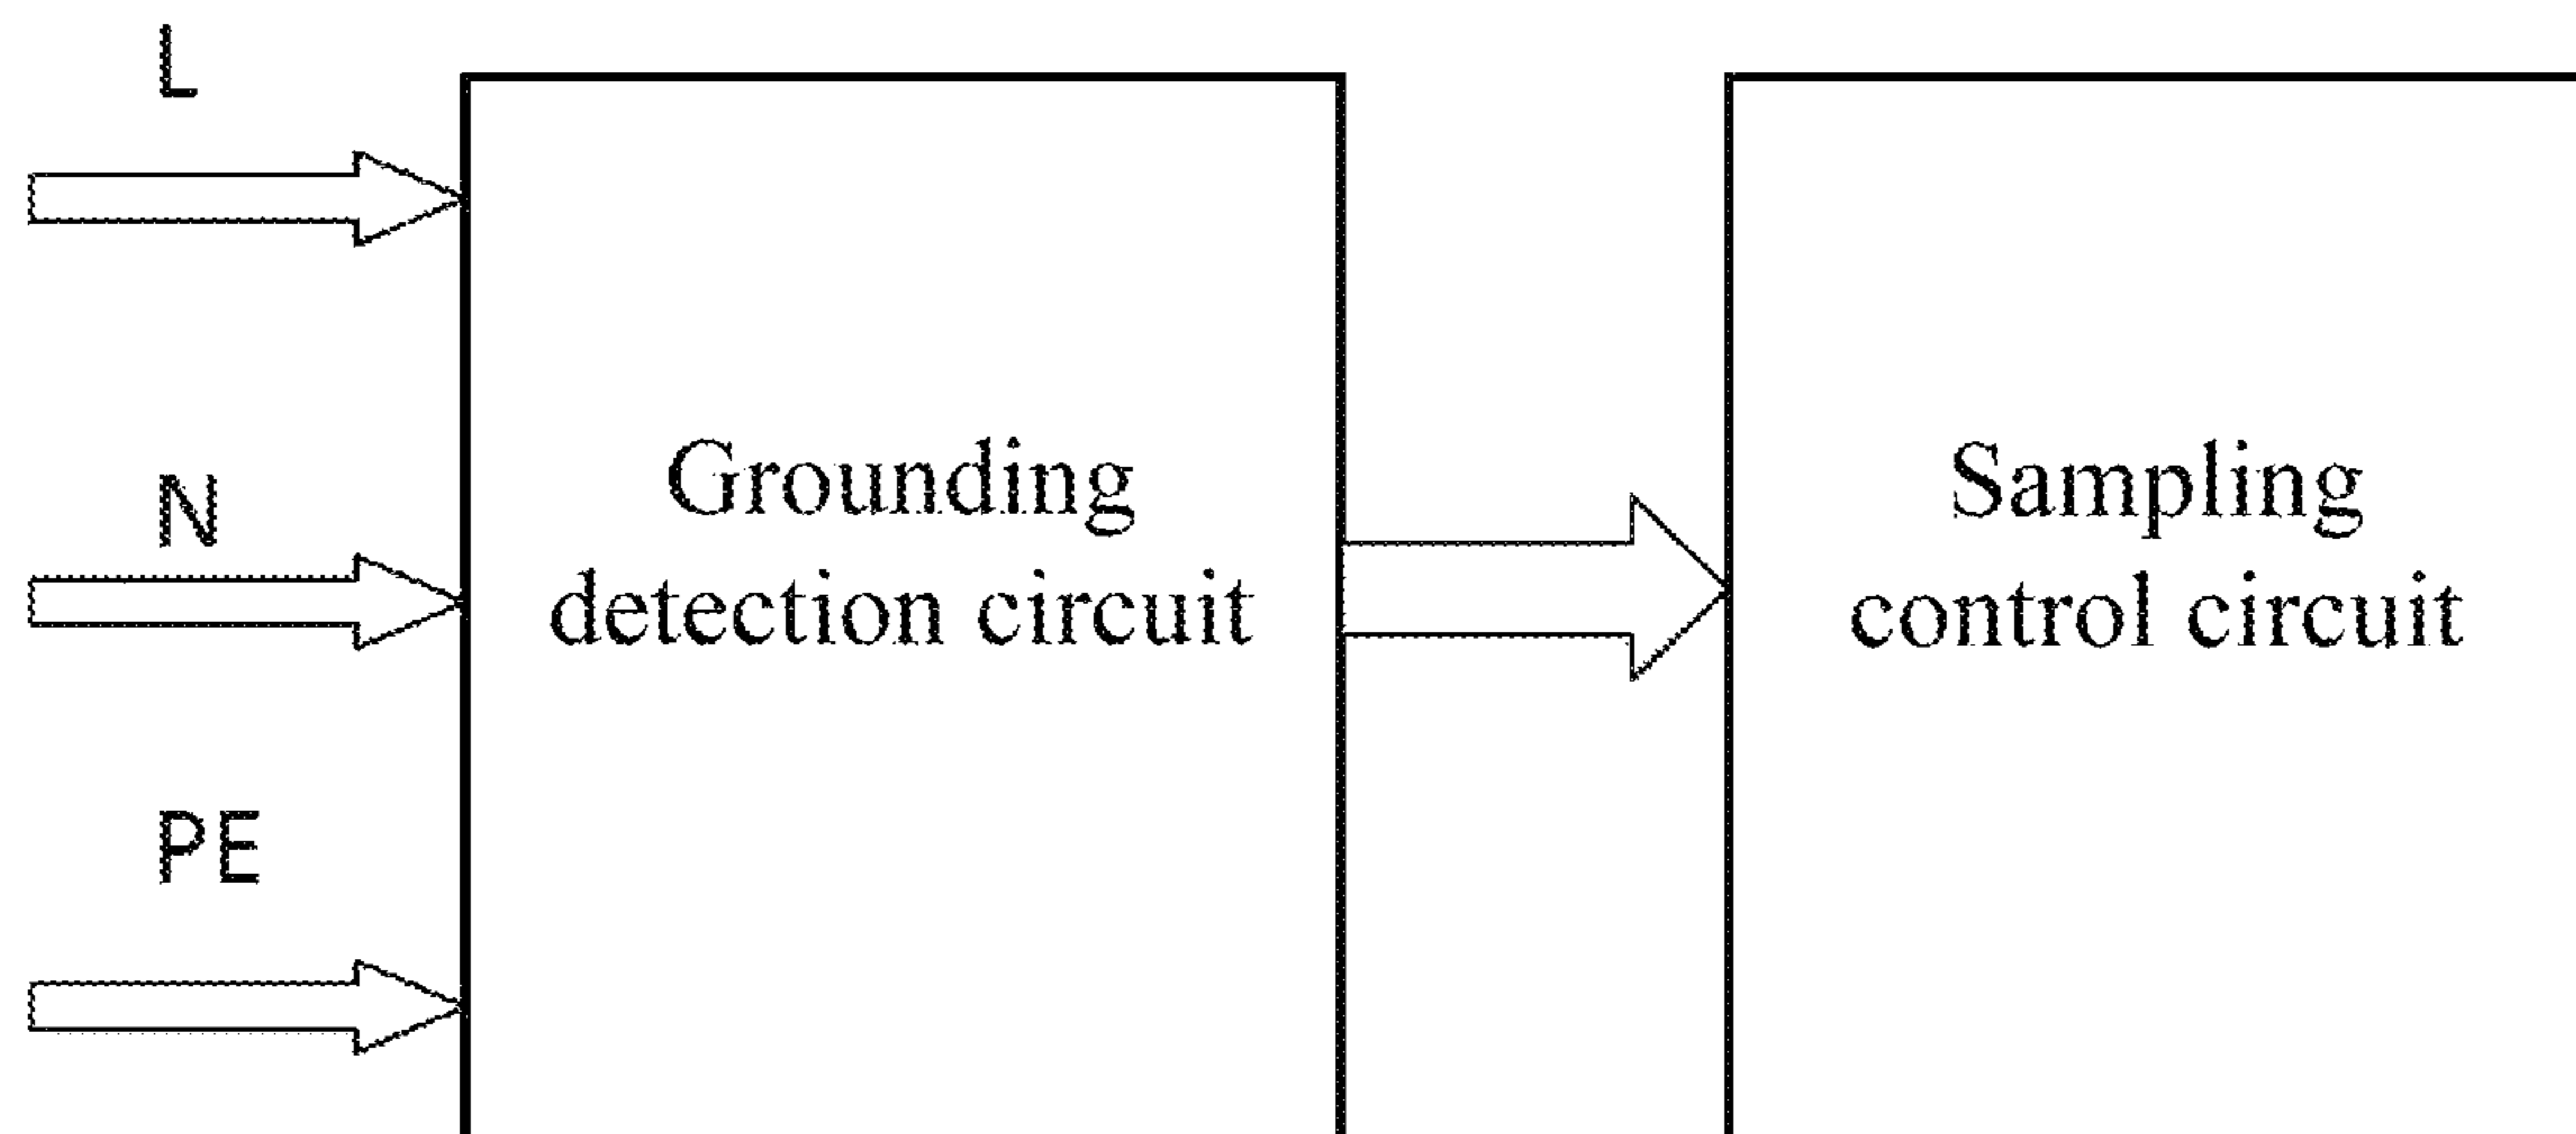 L
N
PE
Grounding
detection circuit
Sampling
control circuit